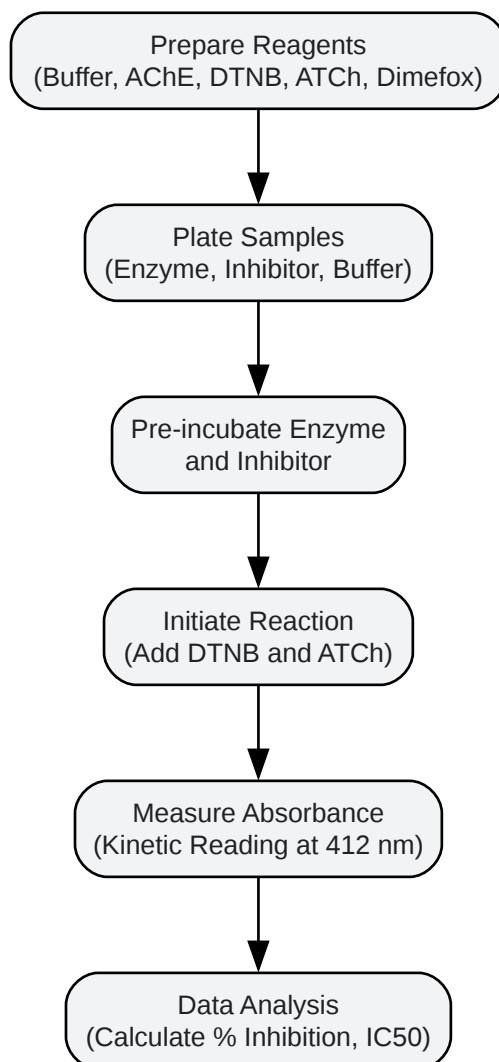 Prepare Reagents
(Buffer, AChE, DTNB, ATCh, Dimefox)
Plate Samples
(Enzyme, Inhibitor, Buffer)
Pre-incubate Enzyme
and Inhibitor
Initiate Reaction
(Add DTNB and ATCh)
Measure Absorbance
(Kinetic Reading at 412 nm)
Data Analysis
(Calculate % Inhibition, IC50)